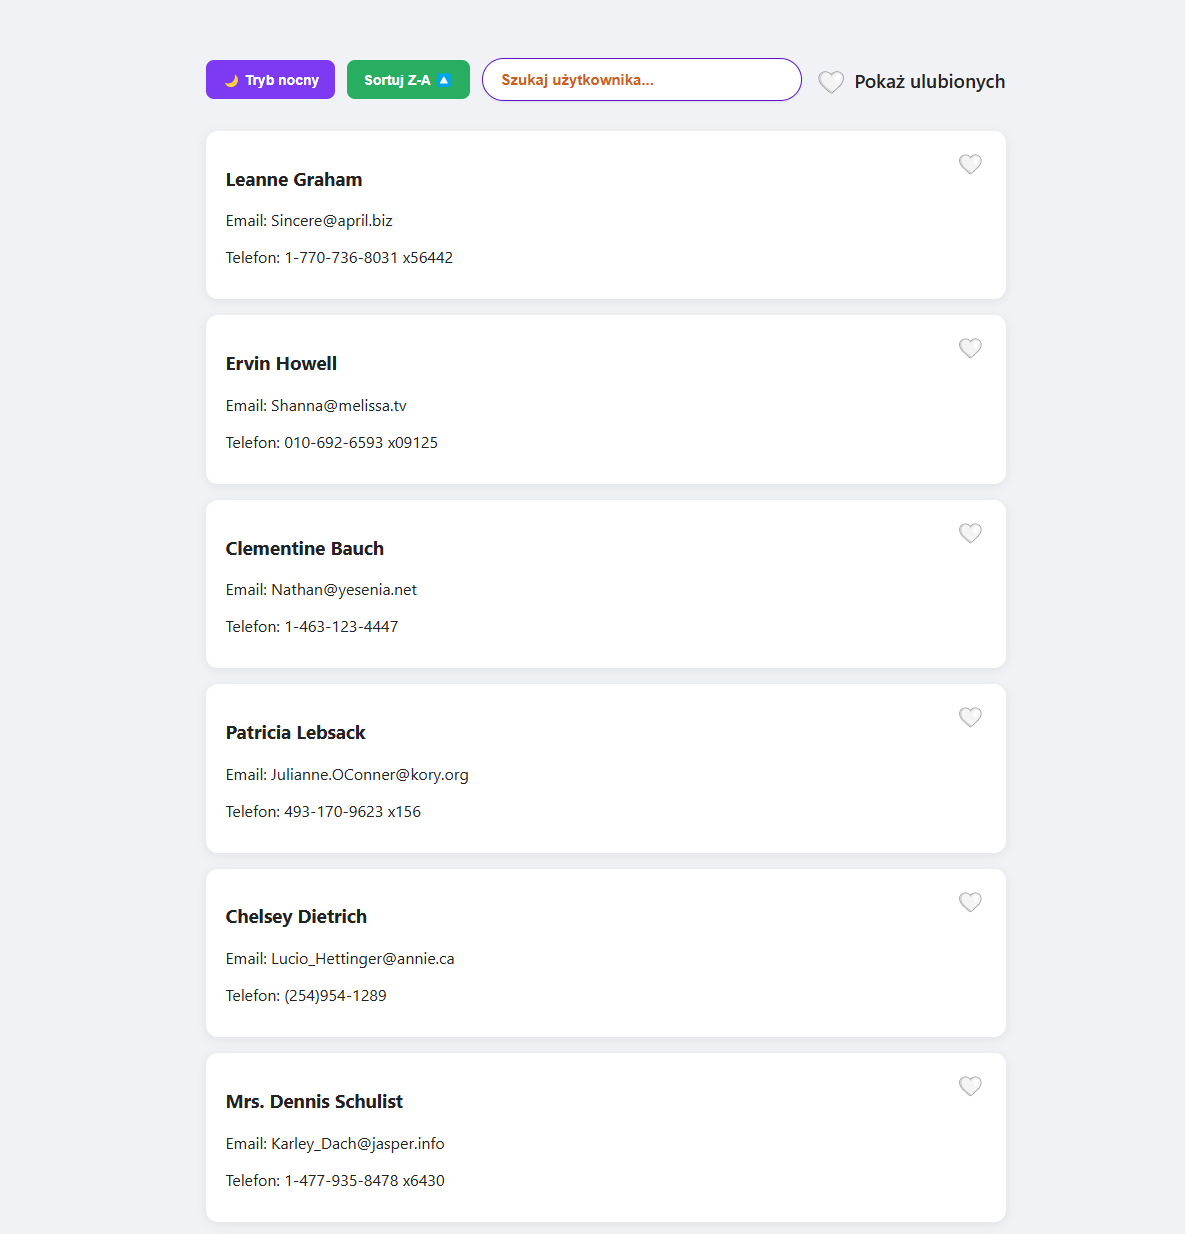 🌙 Tryb nocny
Sortuj Z-A 🔼
Szukaj użytkownika...
🤍 Pokaż ulubionych
Leanne Graham
Email: Sincere@april.biz
Telefon: 1-770-736-8031 x56442
Ervin Howell
Email: Shanna@melissa.tv
Telefon: 010-692-6593 x09125
Clementine Bauch
Email: Nathan@yesenia.net
Telefon: 1-463-123-4447
Patricia Lebsack
Email: Julianne.OConner@kory.org
Telefon: 493-170-9623 x156
Chelsey Dietrich
Email: Lucio_Hettinger@annie.ca
Telefon: (254)954-1289
Mrs. Dennis Schulist
Email: Karley_Dach@jasper.info
Telefon: 1-477-935-8478 x6430